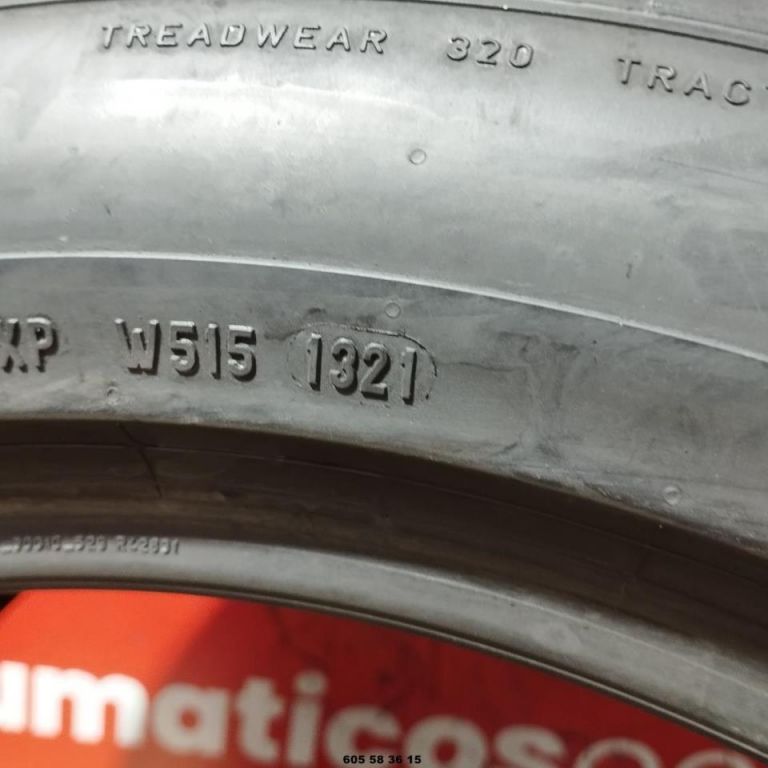 TREADWEAR 320 TRAC
XP W515 1321
umaticos
605 58 36 15